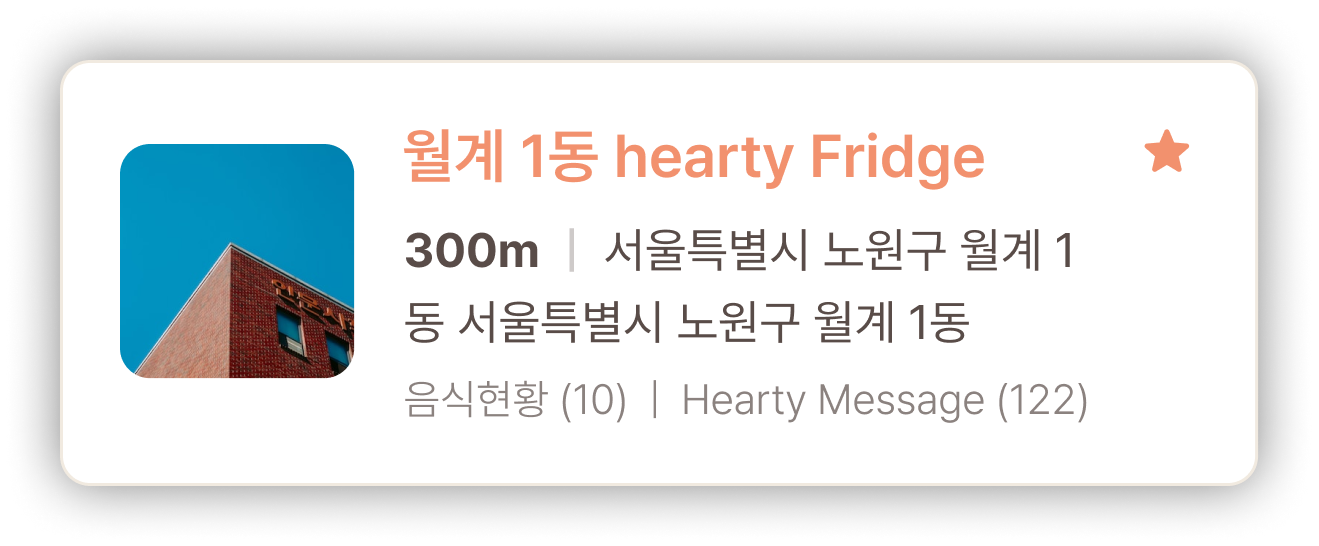 월계 1동 hearty Fridge
300m | 서울특별시 노원구 월계 1
동 서울특별시 노원구 월계 1동
음식현황 (10) | Hearty Message (122)